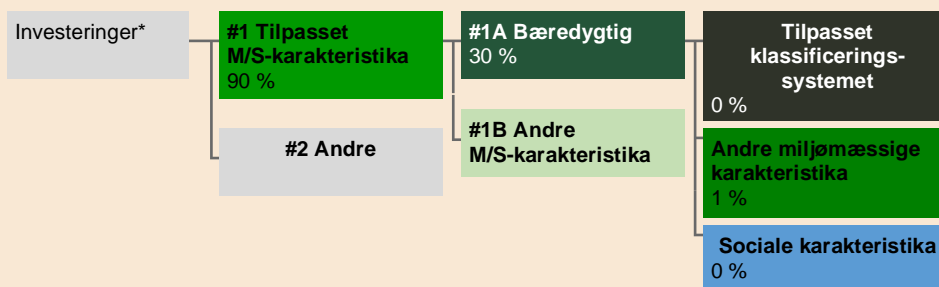 Investeringer*
#1 Tilpasset
M/S-karakteristika
90 %
#2 Andre
#1A Bæredygtig
30 %
#1B Andre
M/S-karakteristika
Tilpasset
klassificerings-
systemet
0 %
Andre miljømæssige
karakteristika
1 %
Sociale karakteristika
0 %